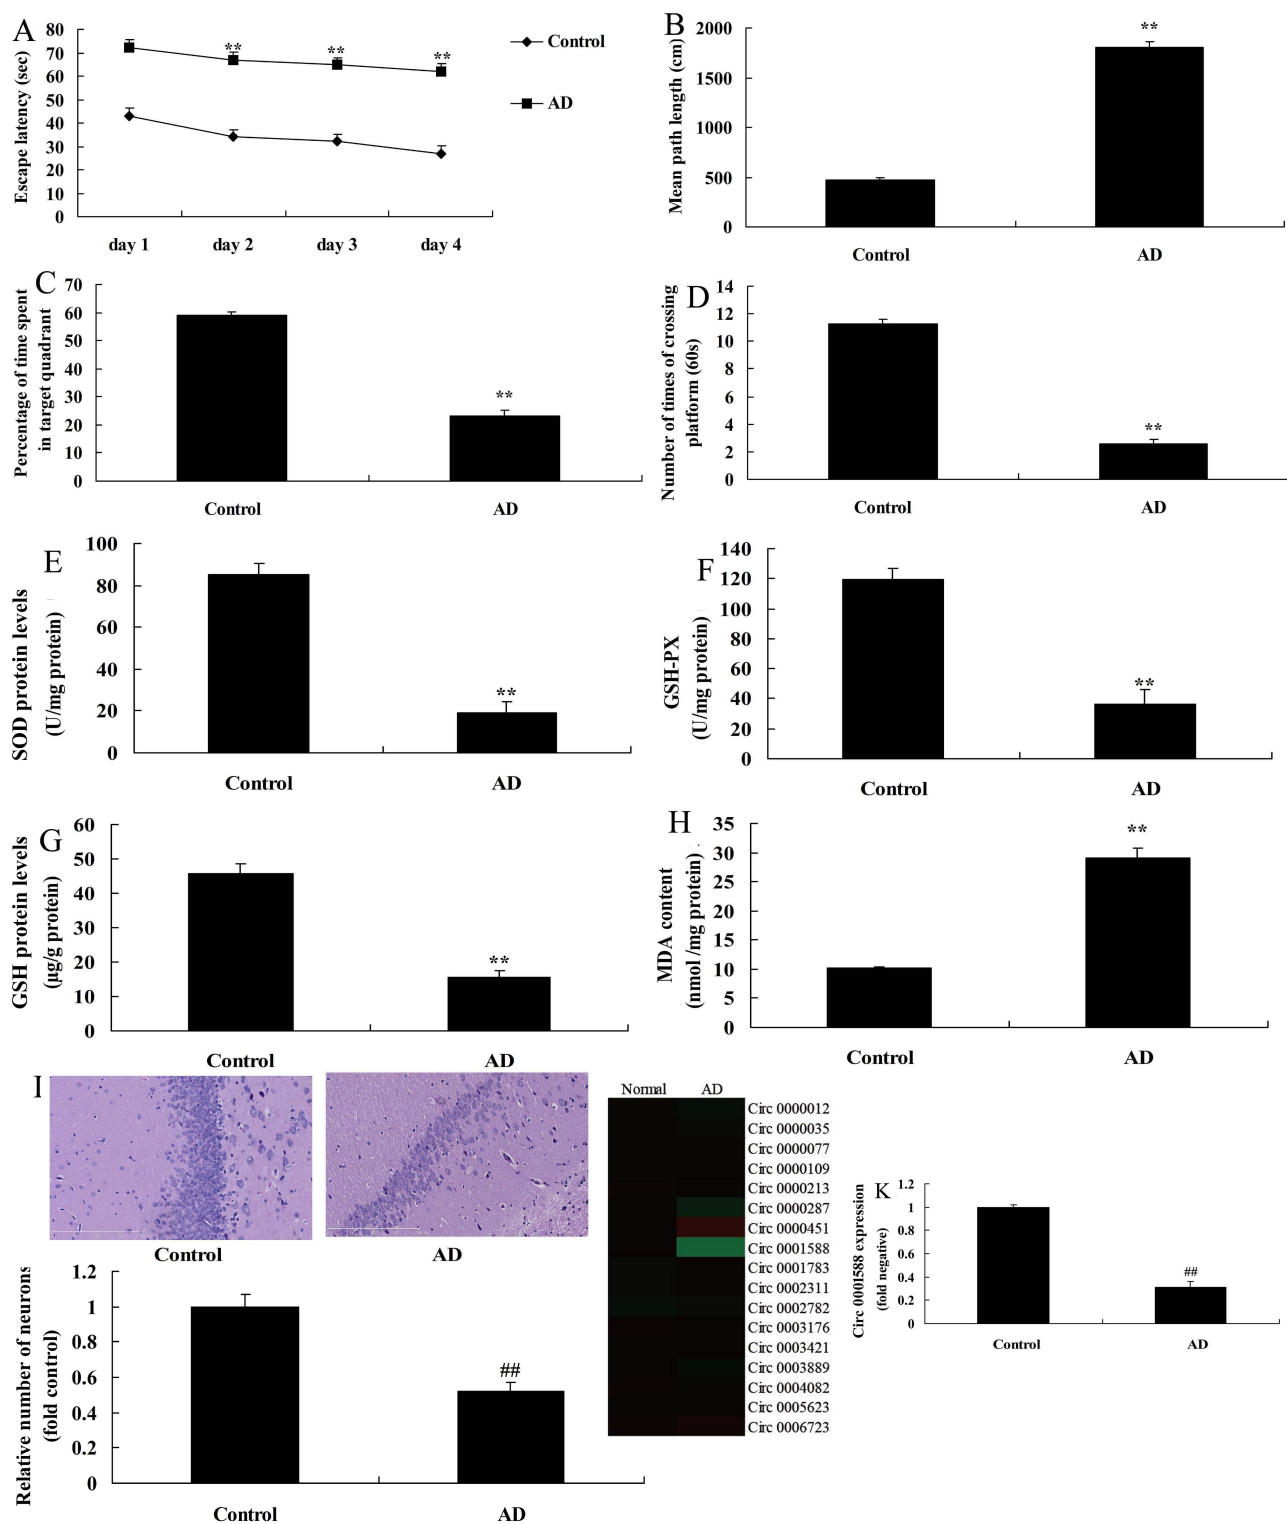 A
Escape latency (sec)
80
70
60
50
40
30
20
10
0
** ** **
Control
AD
day 1 day 2 day 3 day 4
B
Mean path length (cm)
2000
1500
1000
500
0
**
Control AD
C
Percentage of time spent
in target quadrant
70
60
50
40
30
20
10
0
**
Control AD
D
Number of times of crossing
platform (60s)
14
12
10
8
6
4
2
0
**
Control AD
E
SOD protein levels
(U/mg protein)
100
80
60
40
20
0
**
Control AD
F
GSH-PX
(U/mg protein)
140
120
100
80
60
40
20
0
**
Control AD
G
GSH protein levels
(μg/g protein)
60
50
40
30
20
10
0
**
Control AD
H
MDA content
(nmol /mg protein)
35
30
25
20
15
10
5
0
**
Control AD
I
Control AD
Relative number of neurons
(fold control)
1.2
1
0.8
0.6
0.4
0.2
0
##
Control AD
Normal AD
Circ 0000012
Circ 0000035
Circ 0000077
Circ 0000109
Circ 0000213
Circ 0000287
Circ 0000451
Circ 0001588
Circ 0001783
Circ 0002311
Circ 0002782
Circ 0003176
Circ 0003421
Circ 0003889
Circ 0004082
Circ 0005623
Circ 0006723
K
Circ 0001588 expression
(fold negative)
1.2
1
0.8
0.6
0.4
0.2
0
##
Control AD